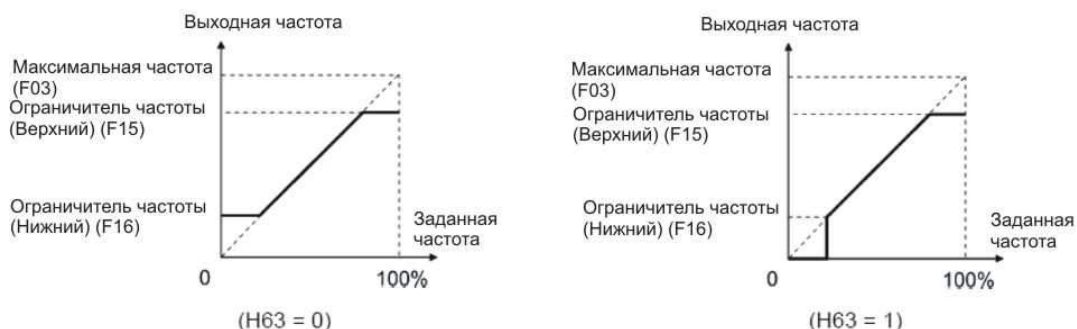 Выходная частота
Максимальная частота
(F03)
Ограничитель частоты
(Верхний) (F15)
Ограничитель частоты
(Нижний) (F16)
Заданная
частота
0
100%
(H63 = 0)
Выходная частота
Максимальная частота
(F03)
Ограничитель частоты
(Верхний) (F15)
Ограничитель частоты
(Нижний) (F16)
Заданная
частота
0
100%
(H63 = 1)